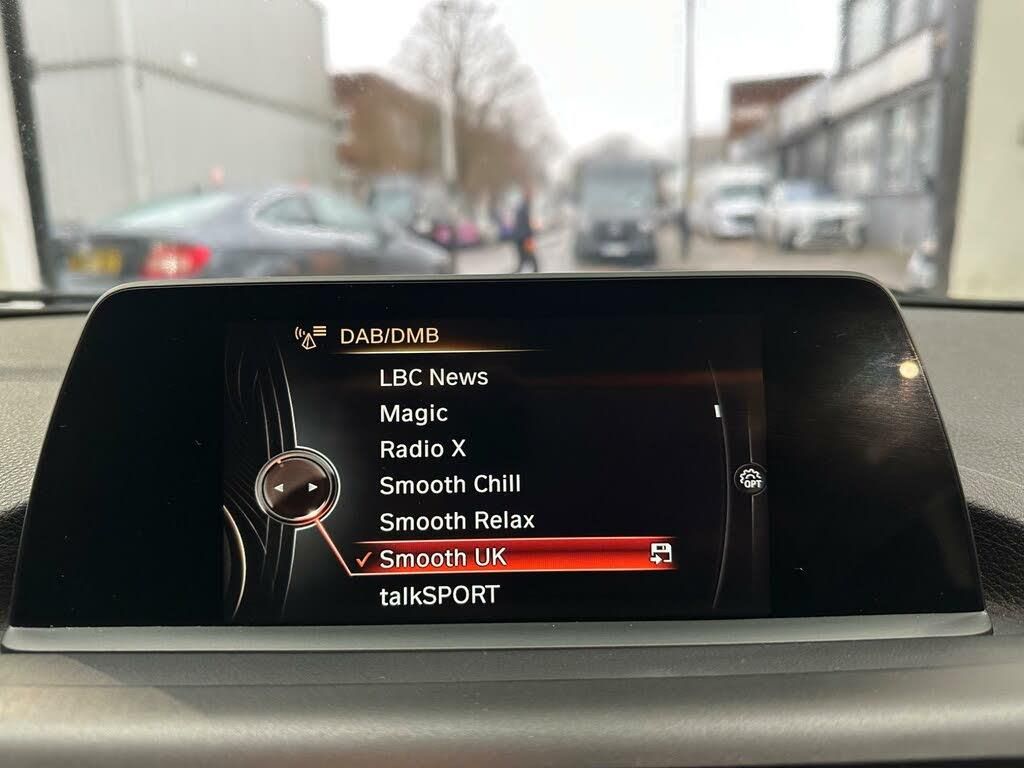 DAB/DMB
LBC News
Magic
Radio X
Smooth Chill
Smooth Relax
OPT
Smooth UK
talkSPORT